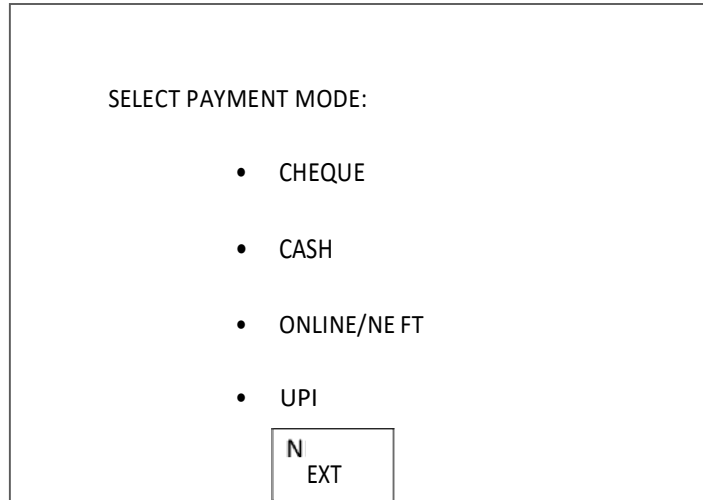 SELECT PAYMENT MODE:
• CHEQUE
• CASH
• ONLINE/NE FT
• UPI
N
EXT